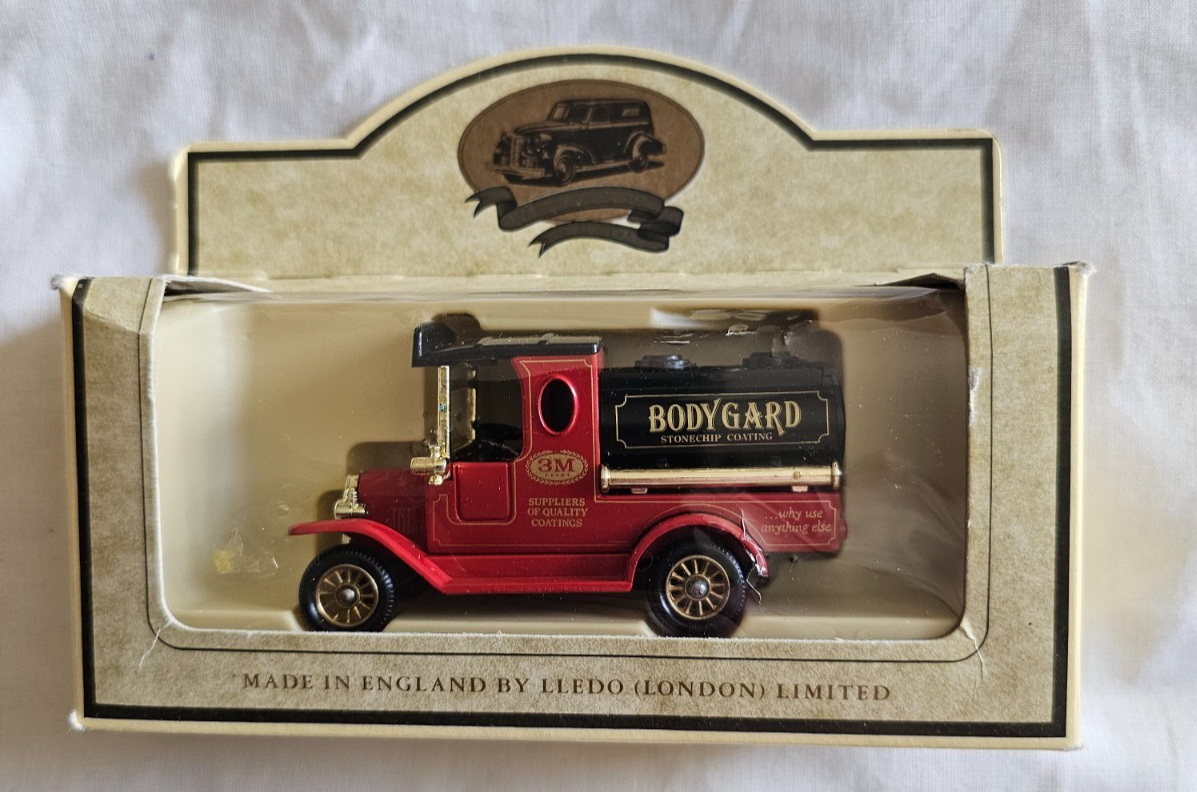 BODYGARD
STONECHIP COATING
3M
SUPPLIERS
OF QUALITY
COATINGS
...why use
anything else
MADE IN ENGLAND BY LLEDO (LONDON) LIMITED